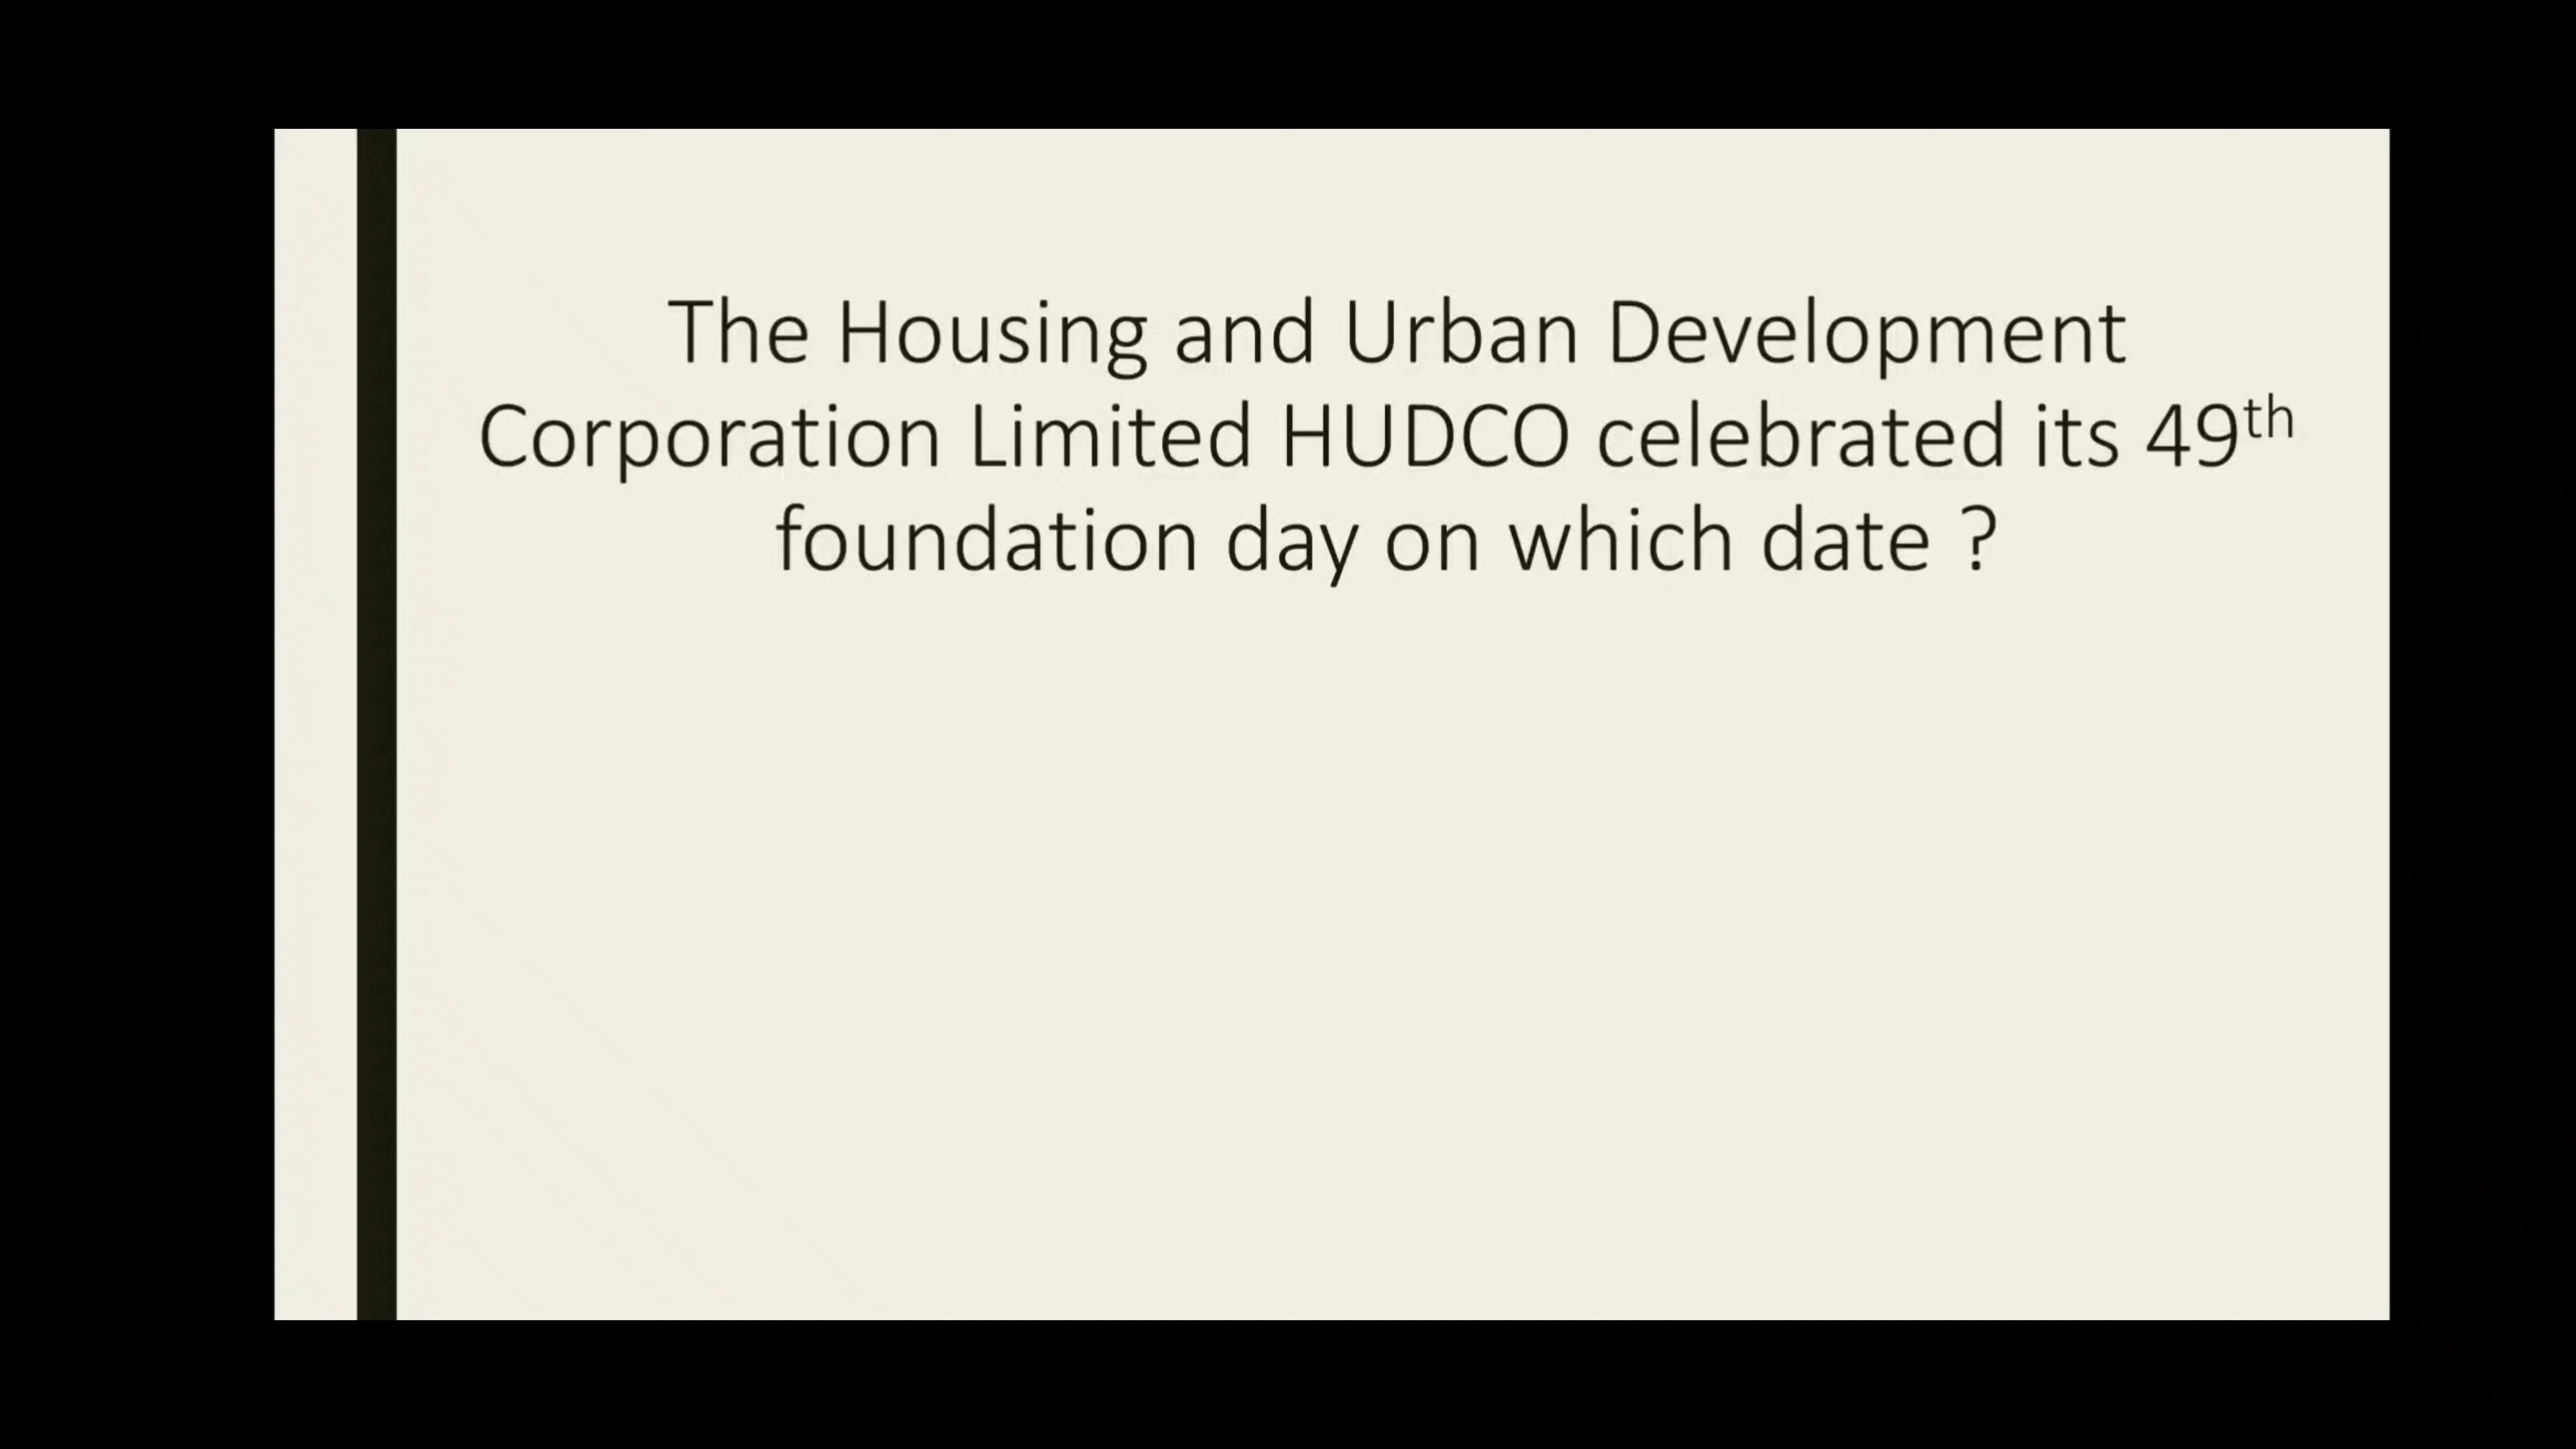 The Housing and Urban Development
Corporation Limited HUDCO celebrated its 49th
foundation day on which date ?